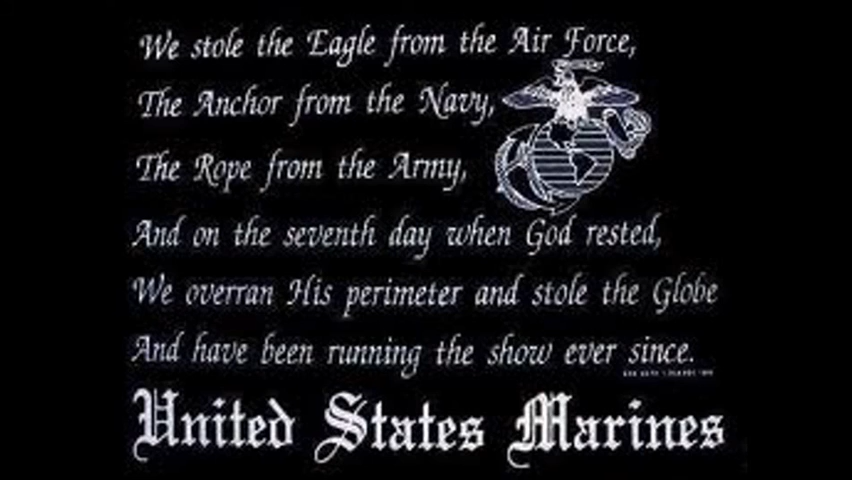 We stole the Eagle from the Air Force,
The Anchor from the Navy,
The Rope from the Army,
And on the seventh day when God rested,
We overran His perimeter and stole the Globe
And have been running the show ever since.
United States Marines